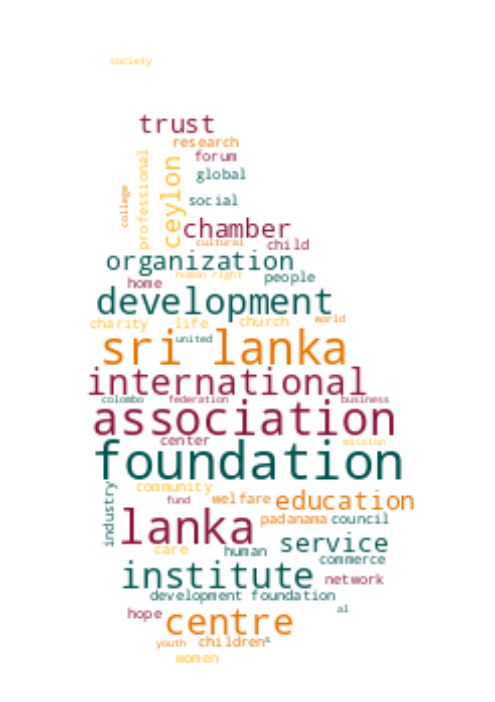 society
trust
research
forum
professional
ceylon
global
college
social
chamber
cultural
child
organization
human right
people
home
development
charity
life
church
world
united
sri lanka
international
colombo
federation
business
association
center
mission
foundation
industry
community
fund
welfare
education
lanka
padanama
council
care
human
service
commerce
institute
network
development foundation
al
hope
centre
youth
children
women